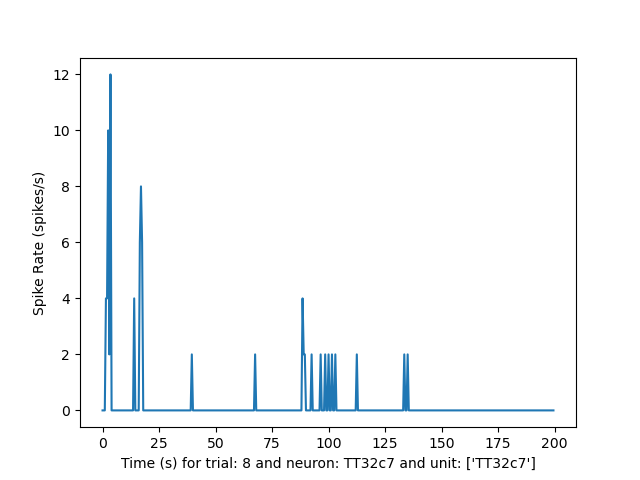 12
10
8
6
4
2
0
Spike Rate (spikes/s)
0 25 50 75 100 125 150 175 200
Time (s) for trial: 8 and neuron: TT32c7 and unit: ['TT32c7']